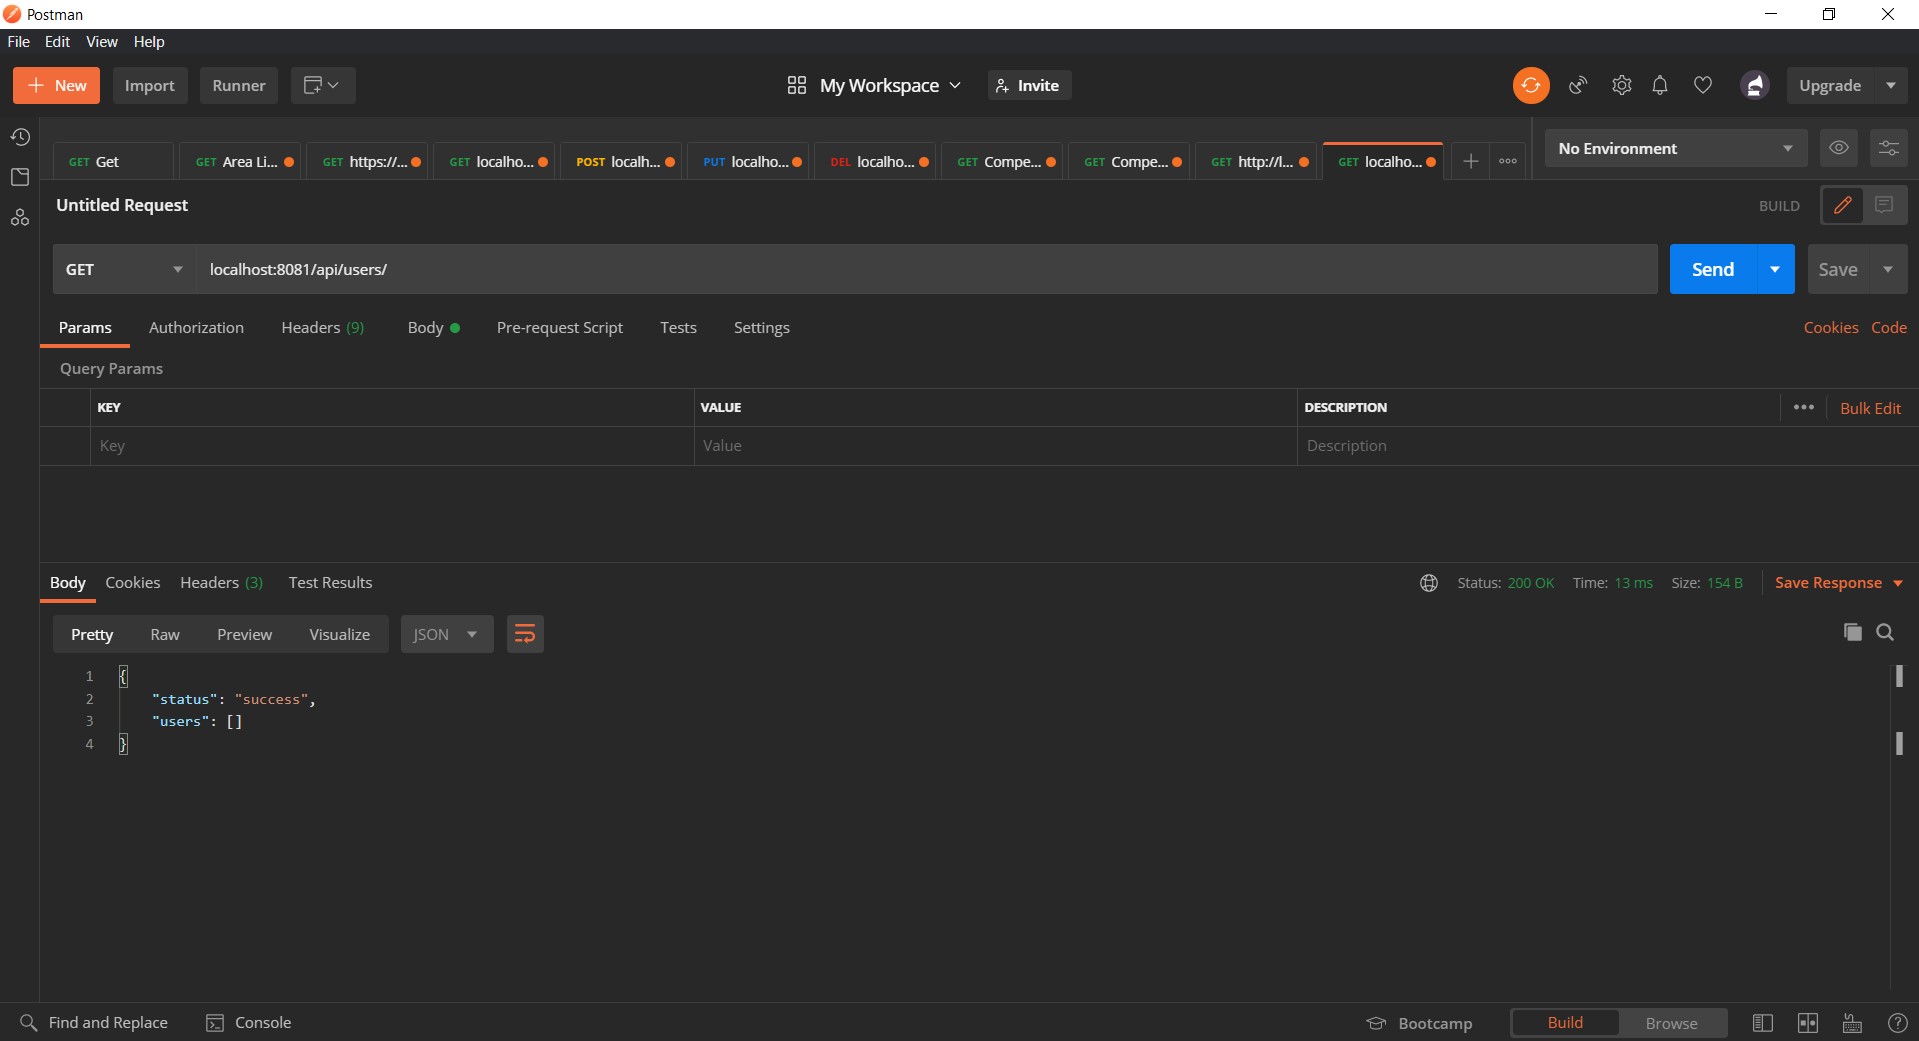 Postman
File Edit View Help
New Import Runner My Workspace Invite Upgrade
GET Get GET Area Li... GET https://... GET localho... POST localh... PUT localho... DEL localho... GET Compe... GET Compe... GET http://l... GET localho... No Environment
Untitled Request BUILD
GET localhost:8081/api/users/ Send Save
Params Authorization Headers (9) Body Pre-request Script Tests Settings Cookies Code
Query Params
KEY VALUE DESCRIPTION Bulk Edit
Key Value Description
Body Cookies Headers (3) Test Results Status: 200 OK Time: 13 ms Size: 154 B Save Response
Pretty Raw Preview Visualize JSON
1 {
2 "status": "success",
3 "users": []
4 }
Find and Replace Console Bootcamp Build Browse